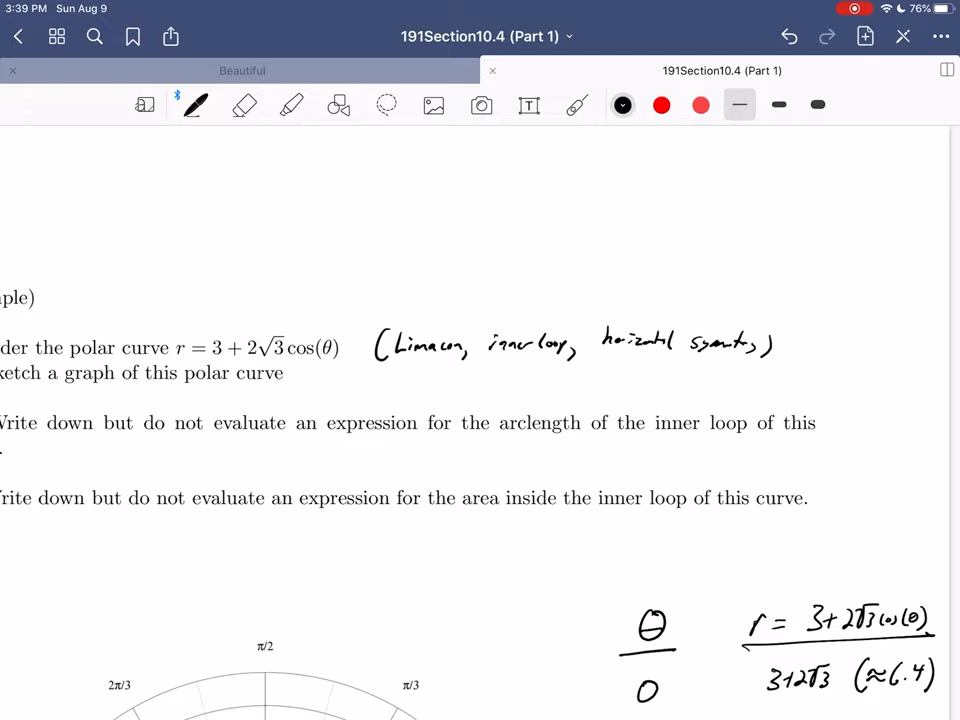 3:39 PM Sun Aug 9
76%
191Section10.4 (Part 1)
Beautiful
191Section10.4 (Part 1)
T
ple)
der the polar curve r = 3 + 2√3 cos(θ) (Limacon, inner loop, horizontal symmetry)
ketch a graph of this polar curve
Write down but do not evaluate an expression for the arclength of the inner loop of this
.
rite down but do not evaluate an expression for the area inside the inner loop of this curve.
θ r = 3+2√3 cos(θ)
0 3+2√3 (≈6.4)
π/2
2π/3 π/3